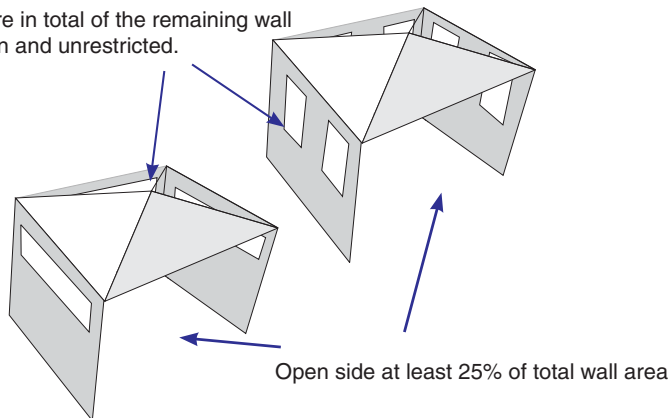 re in total of the remaining wall
n and unrestricted.
Open side at least 25% of total wall area